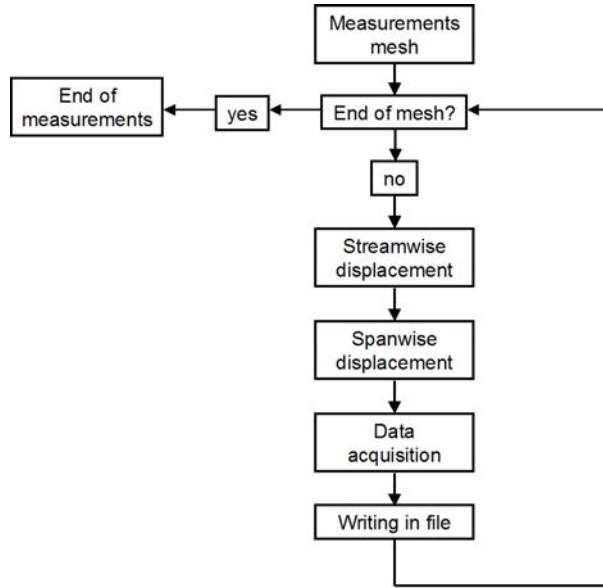 Measurements
mesh
End of
measurements
yes
End of mesh?
no
Streamwise
displacement
Spanwise
displacement
Data
acquisition
Writing in file